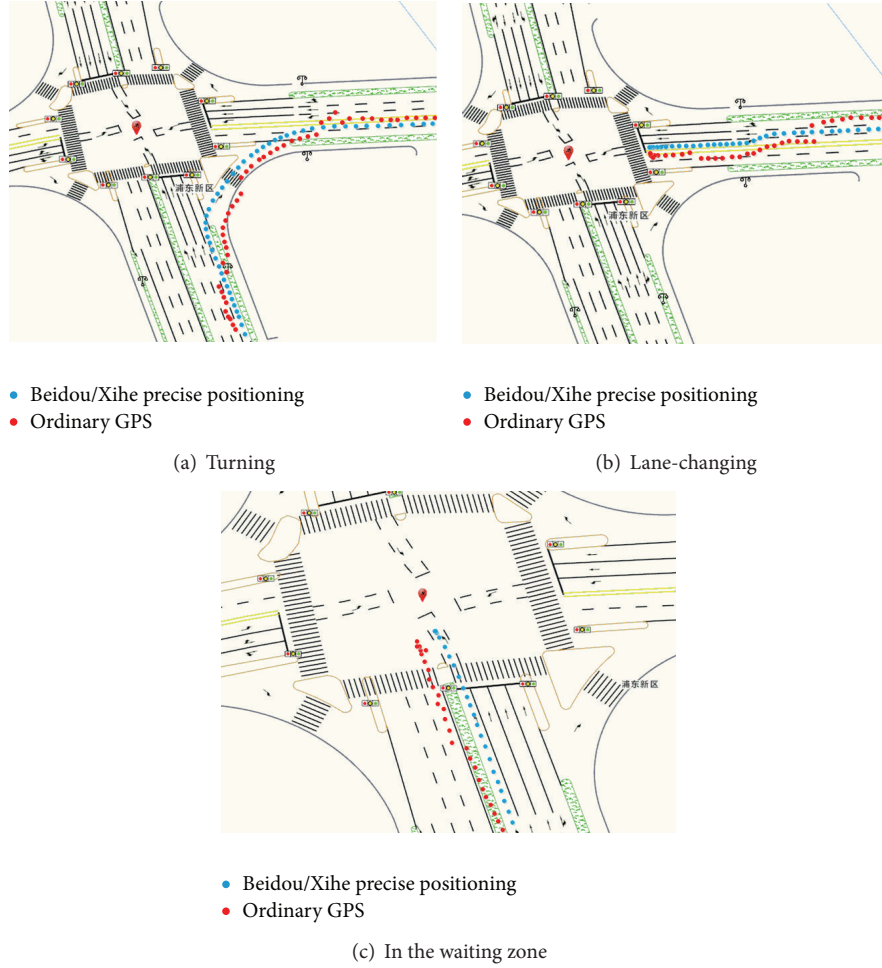 浦东新区
浦东新区
Beidou/Xihe precise positioning
Ordinary GPS
Beidou/Xihe precise positioning
Ordinary GPS
(a) Turning
(b) Lane-changing
浦东新区
Beidou/Xihe precise positioning
Ordinary GPS
(c) In the waiting zone